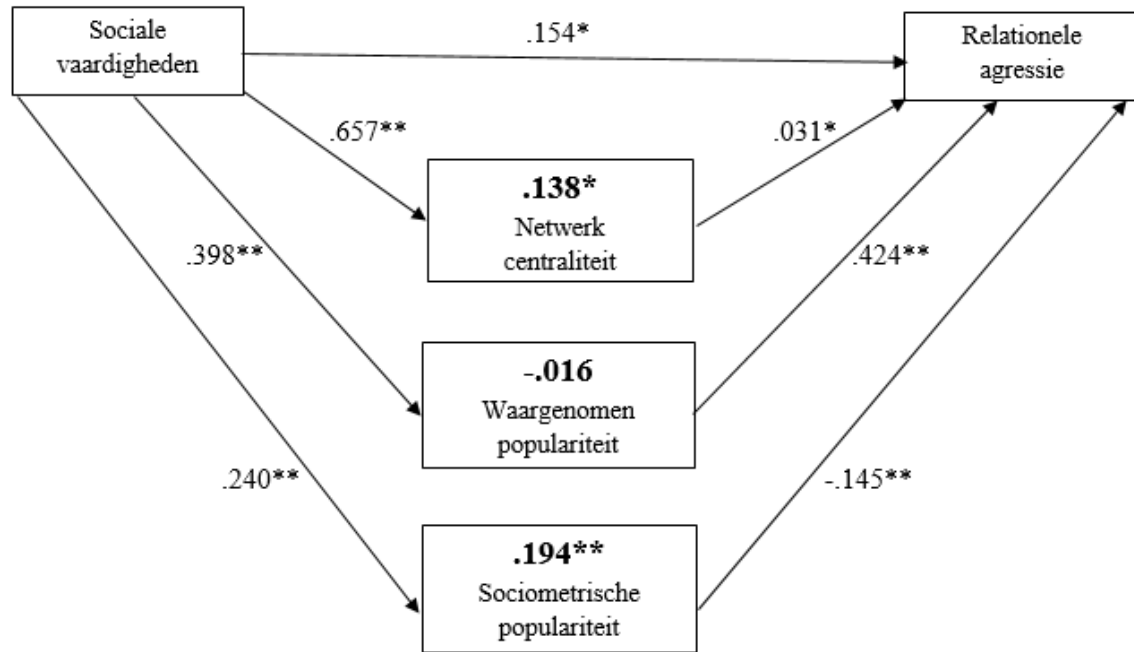 Sociale
vaardigheden
.154*
Relationele
agressie
.657**
.031*
.138*
Netwerk
centraliteit
.398**
.424**
-.016
Waargenomen
populariteit
.240**
-.145**
.194**
Sociometrische
populariteit